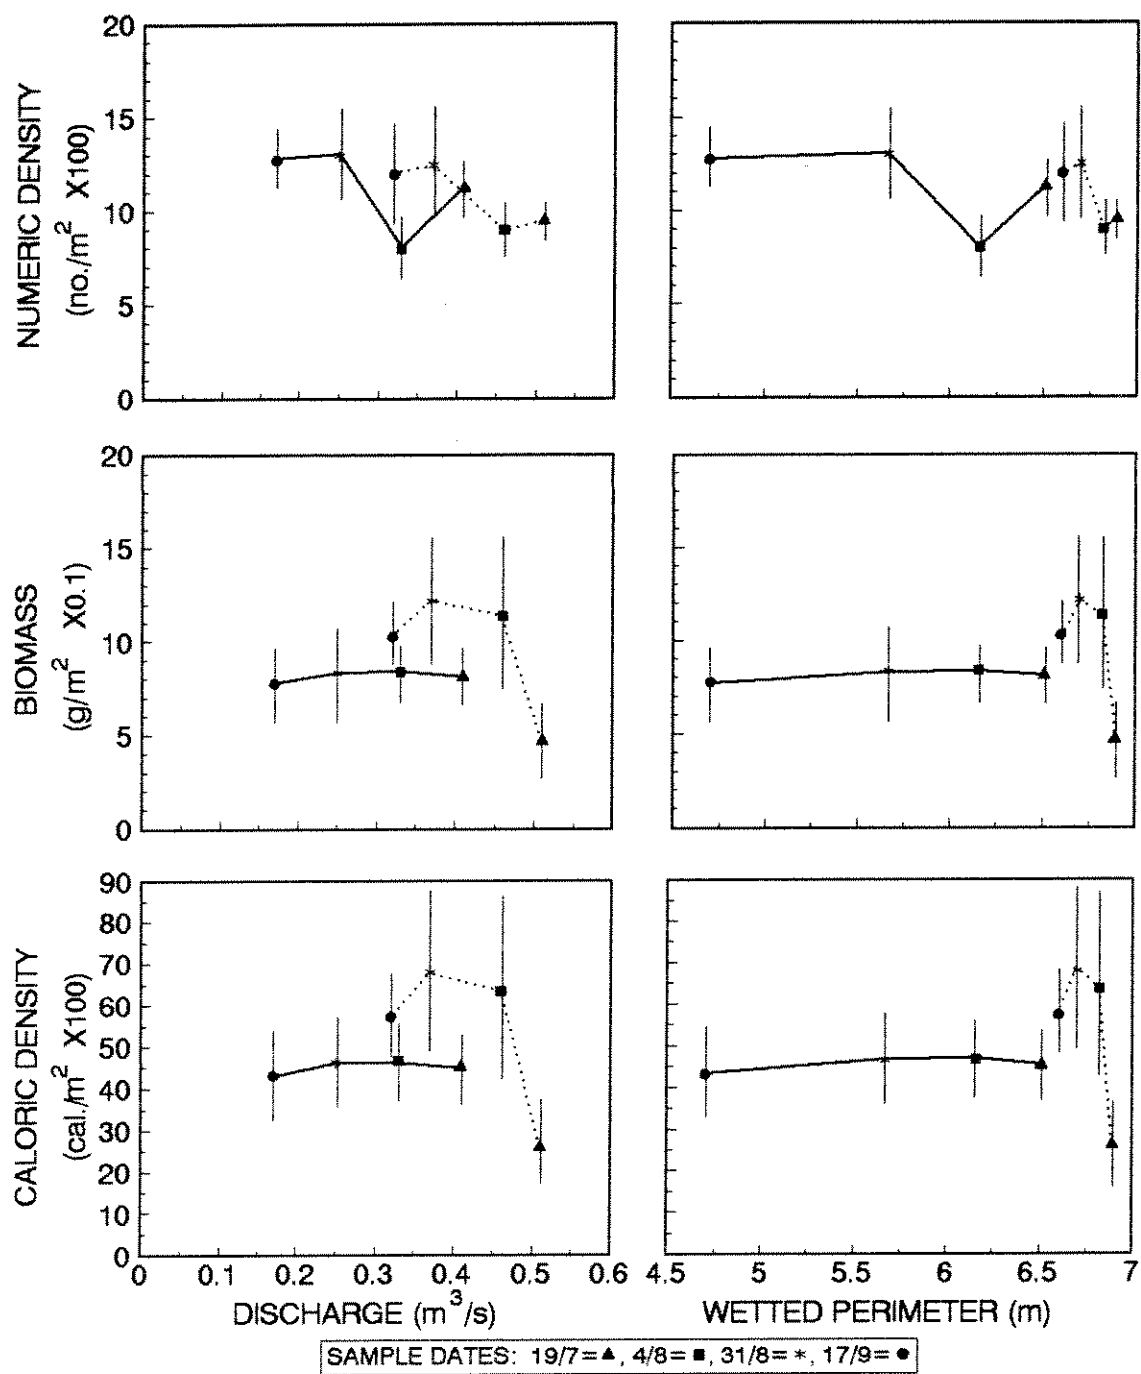 20
15
10
5
0
NUMERIC DENSITY
(no./m² X100)
20
15
10
5
0
BIOMASS
(g/m² X0.1)
90
80
70
60
50
40
30
20
10
0
CALORIC DENSITY
(cal./m² X100)
0 0.1 0.2 0.3 0.4 0.5 0.6
DISCHARGE (m³/s)
4.5 5 5.5 6 6.5 7
WETTED PERIMETER (m)
SAMPLE DATES: 19/7=▲, 4/8=■, 31/8=*, 17/9=●